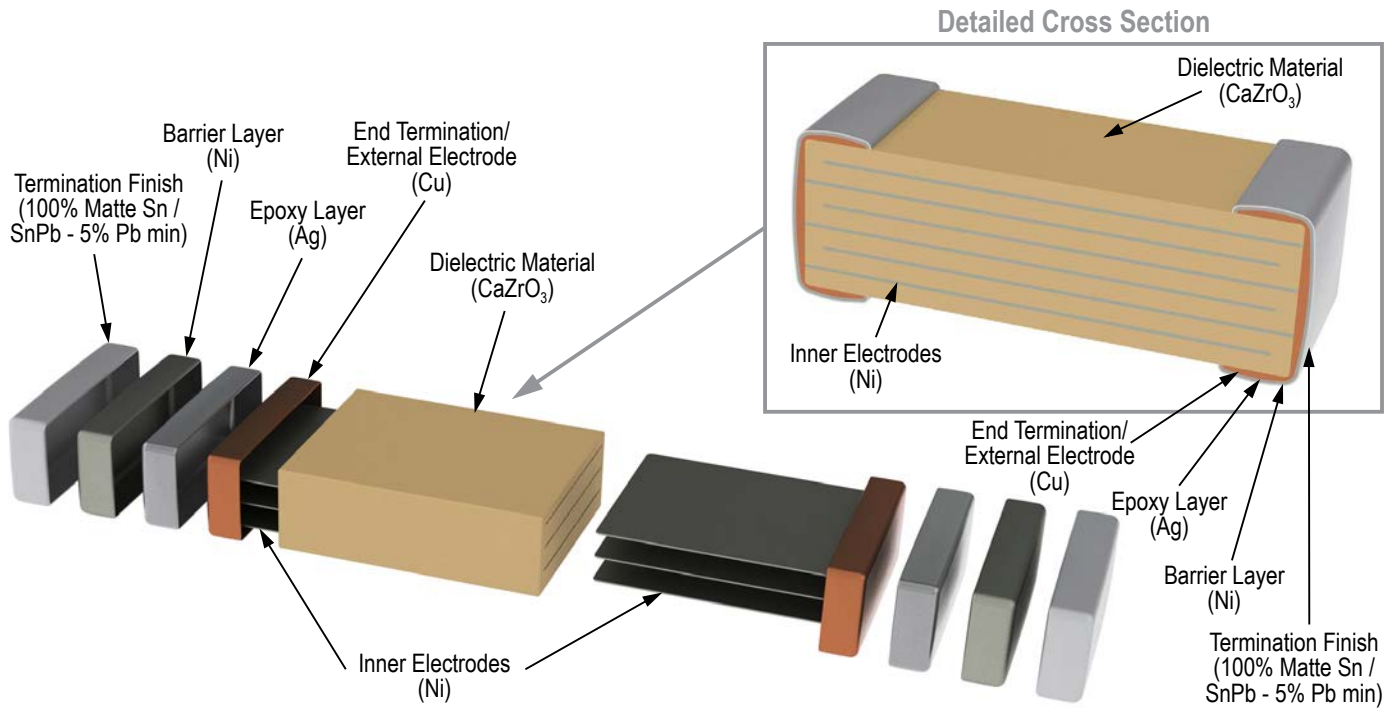 Detailed Cross Section
Dielectric Material
(CaZrO₃)
Inner Electrodes
(Ni)
End Termination/
External Electrode
(Cu)
Epoxy Layer
(Ag)
Barrier Layer
(Ni)
Termination Finish
(100% Matte Sn /
SnPb - 5% Pb min)
Termination Finish
(100% Matte Sn /
SnPb - 5% Pb min)
Barrier Layer
(Ni)
Epoxy Layer
(Ag)
End Termination/
External Electrode
(Cu)
Dielectric Material
(CaZrO₃)
Inner Electrodes
(Ni)